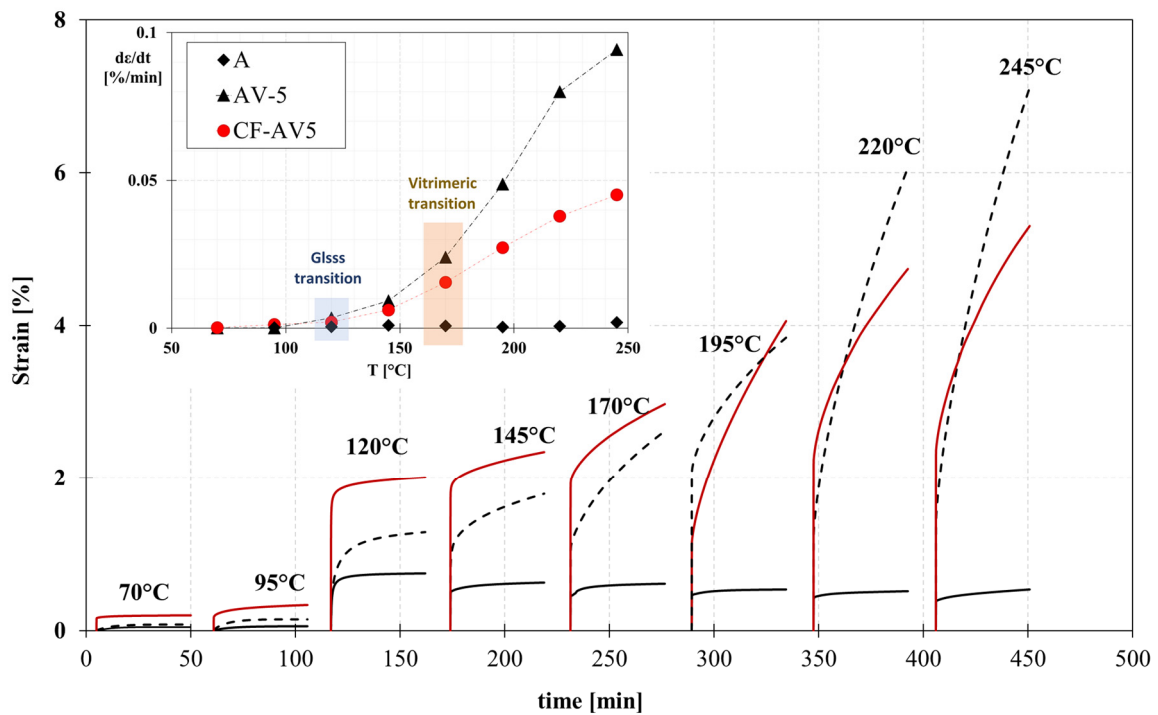 8
6
4
2
0
Strain [%]
0
50
100
150
200
250
300
350
400
450
500
time [min]
70°C
95°C
120°C
145°C
170°C
195°C
220°C
245°C
0.1
0.05
0
dε/dt
[%/min]
A
AV-5
CF-AV5
Glsss
transition
Vitrimeric
transition
50
100
150
200
250
T [°C]